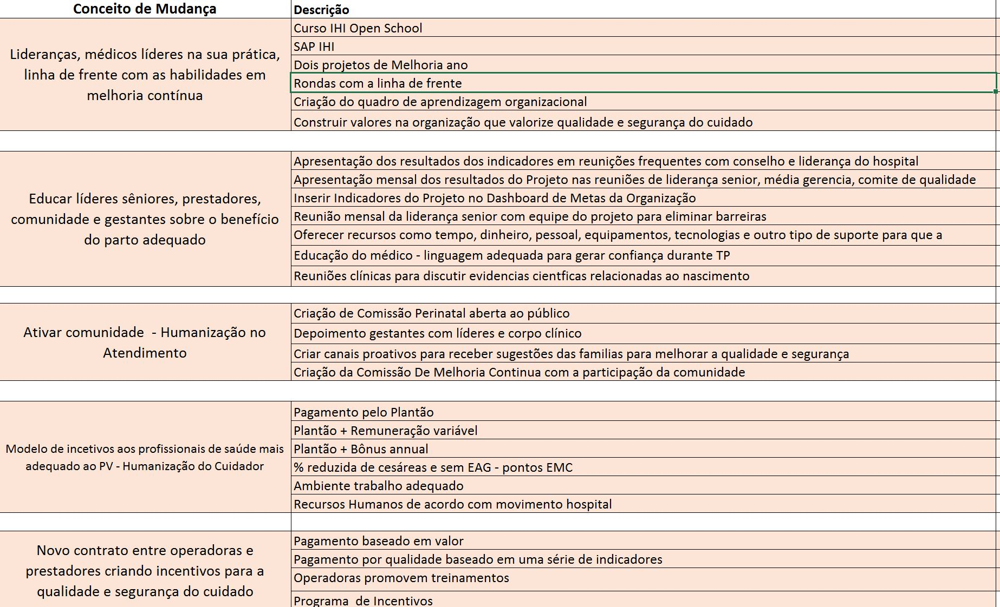 Conceito de Mudança
Descrição
Lideranças, médicos líderes na sua prática,
linha de frente com as habilidades em
melhoria contínua
Curso IHI Open School
SAP IHI
Dois projetos de Melhoria ano
Rondas com a linha de frente
Criação do quadro de aprendizagem organizacional
Construir valores na organização que valorize qualidade e segurança do cuidado
Educar líderes sêniores, prestadores,
comunidade e gestantes sobre o benefício
do parto adequado
Apresentação dos resultados dos indicadores em reunições frequentes com conselho e liderança do hospital
Apresentação mensal dos resultados do Projeto nas reuniões de liderança senior, média gerencia, comite de qualidade
Inserir Indicadores do Projeto no Dashboard de Metas da Organização
Reunião mensal da liderança senior com equipe do projeto para eliminar barreiras
Oferecer recursos como tempo, dinheiro, pessoal, equipamentos, tecnologias e outro tipo de suporte para que a
Educação do médico - linguagem adequada para gerar confiança durante TP
Reuniões clínicas para discutir evidencias cientficas relacionadas ao nascimento
Ativar comunidade  - Humanização no
Atendimento
Criação de Comissão Perinatal aberta ao público
Depoimento gestantes com líderes e corpo clínico
Criar canais proativos para receber sugestões das familias para melhorar a qualidade e segurança
Criação da Comissão De Melhoria Continua com a participação da comunidade
Modelo de incetivos aos profissionais de saúde mais
adequado ao PV - Humanização do Cuidador
Pagamento pelo Plantão
Plantão + Remuneração variável
Plantão + Bônus annual
% reduzida de cesáreas e sem EAG - pontos EMC
Ambiente trabalho adequado
Recursos Humanos de acordo com movimento hospital
Novo contrato entre operadoras e
prestadores criando incentivos para a
qualidade e segurança do cuidado
Pagamento baseado em valor
Pagamento por qualidade baseado em uma série de indicadores
Operadoras promovem treinamentos
Programa  de Incentivos